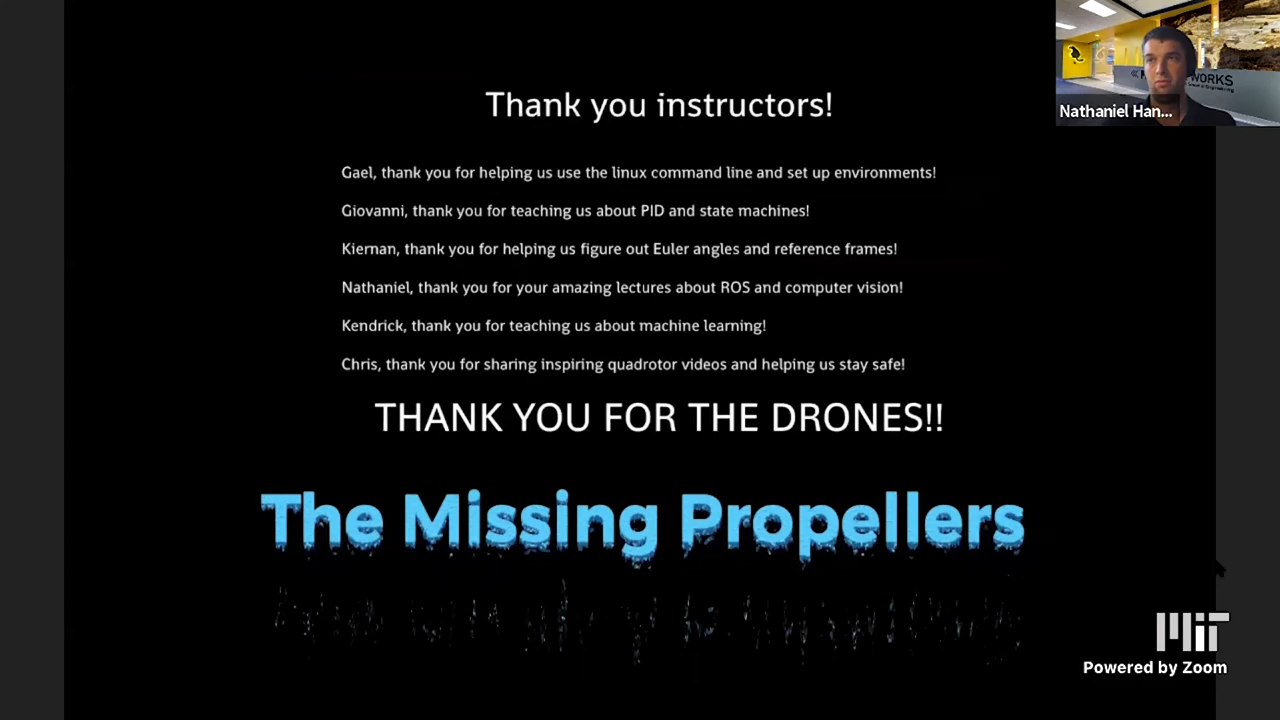 Thank you instructors!
Nathaniel Han...
Gael, thank you for helping us use the linux command line and set up environments!
Giovanni, thank you for teaching us about PID and state machines!
Kiernan, thank you for helping us figure out Euler angles and reference frames!
Nathaniel, thank you for your amazing lectures about ROS and computer vision!
Kendrick, thank you for teaching us about machine learning!
Chris, thank you for sharing inspiring quadrotor videos and helping us stay safe!
THANK YOU FOR THE DRONES!!
The Missing Propellers
MIT
Powered by Zoom